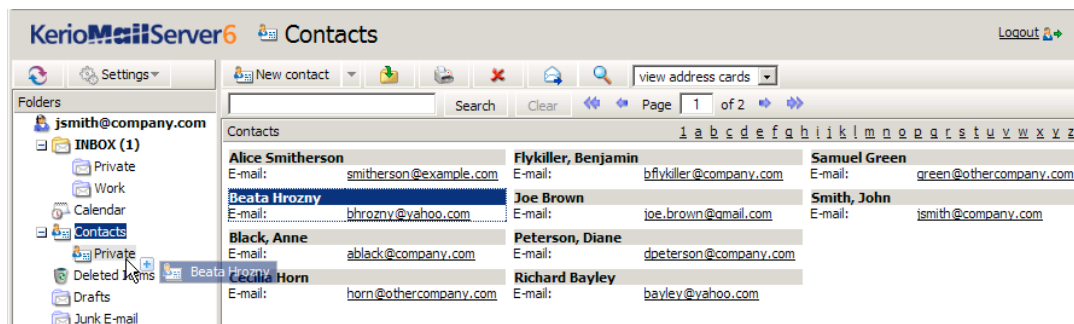 KerioMailServer6 Contacts Logout
Settings New contact view address cards
Folders Search Clear Page 1 of 2
jsmith@company.com
Contacts 1 a b c d e f g h i j k l m n o p q r s t u v w x y z
INBOX (1)
Private
Work
Calendar
Contacts
Private
Deleted Items
Beata Hrozny
Drafts
Junk E-mail
Alice Smitherson Flykiller, Benjamin Samuel Green
E-mail: smitherson@example.com E-mail: bflykiller@company.com E-mail: green@othercompany.com
Beata Hrozny Joe Brown Smith, John
E-mail: bhrozny@yahoo.com E-mail: joe.brown@gmail.com E-mail: jsmith@company.com
Black, Anne Peterson, Diane
E-mail: ablack@company.com E-mail: dpeterson@company.com
Cecilia Horn Richard Bayley
E-mail: horn@othercompany.com E-mail: bayley@yahoo.com